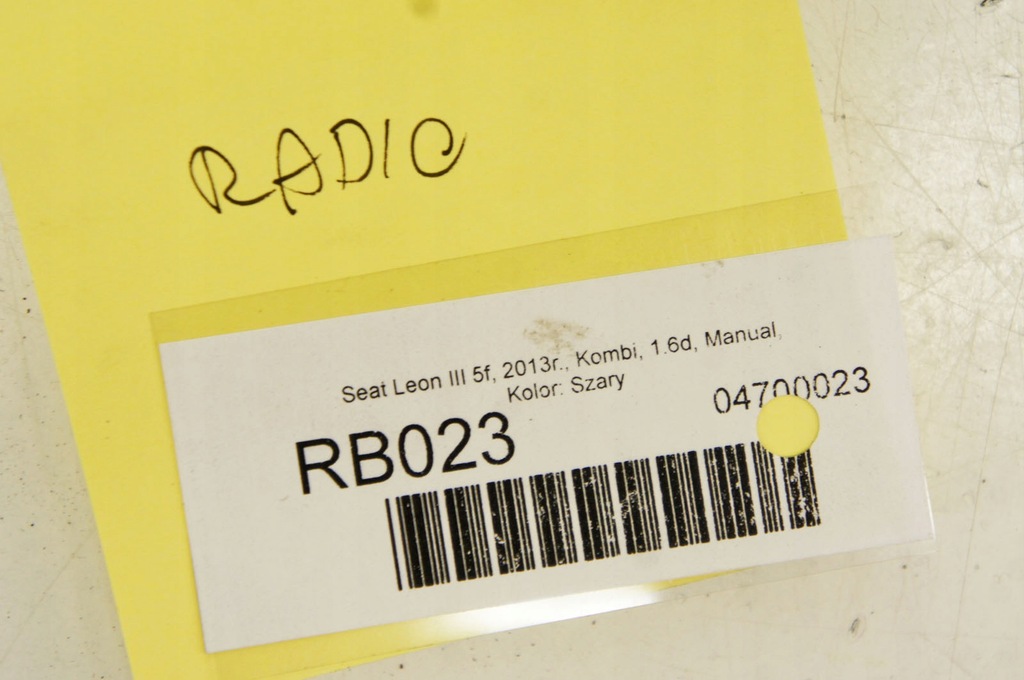 RADIO
Seat Leon III 5f, 2013r., Kombi, 1.6d, Manual,
Kolor: Szary
04700023
RB023